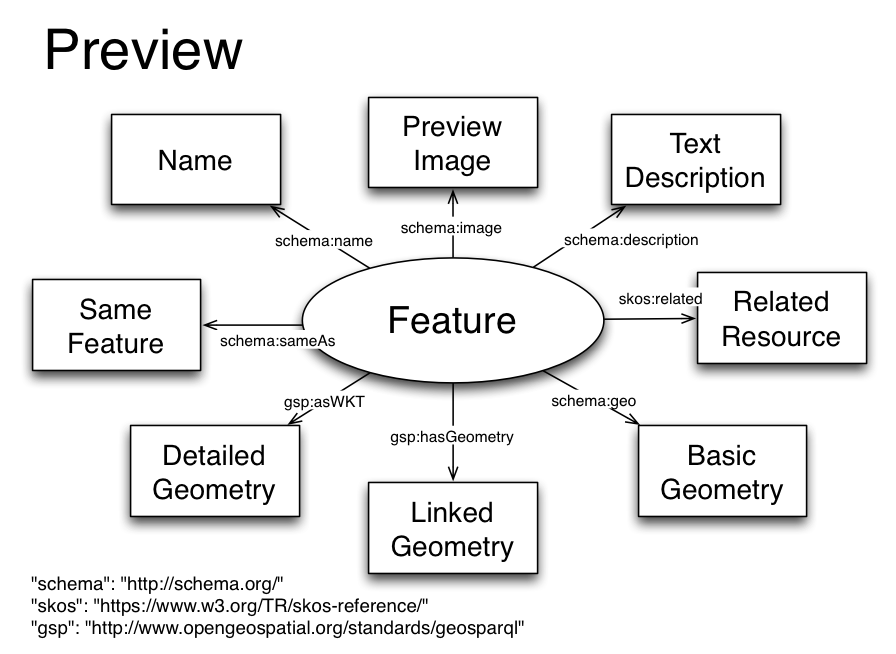 Preview
Name
Preview
Image
Text
Description
schema:name
schema:image
schema:description
Same
Feature
Feature
skos:related
Related
Resource
schema:sameAs
gsp:asWKT
schema:geo
gsp:hasGeometry
Detailed
Geometry
Linked
Geometry
Basic
Geometry
"schema": "http://schema.org/"
"skos": "https://www.w3.org/TR/skos-reference/"
"gsp": "http://www.opengeospatial.org/standards/geosparql"